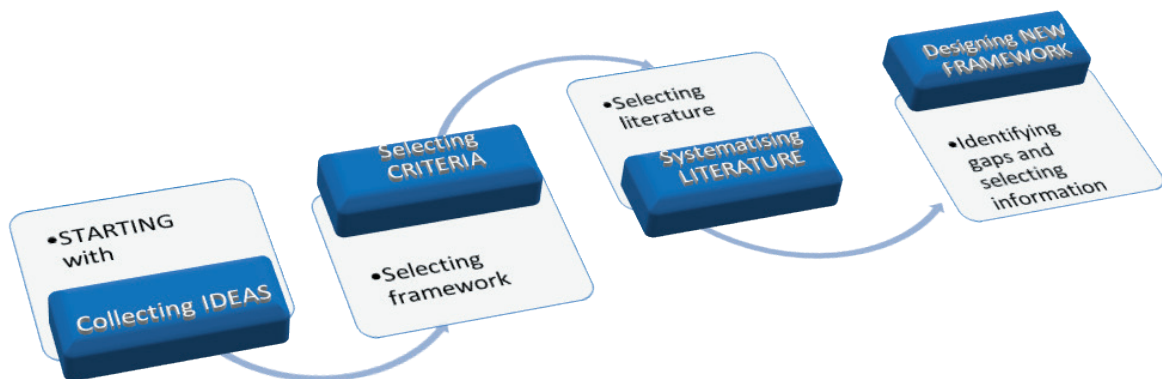 •STARTING
with
Collecting IDEAS
Selecting
CRITERIA
•Selecting
framework
•Selecting
literature
Systematising
LITERATURE
Designing NEW
FRAMEWORK
•Identifying
gaps and
selecting
information